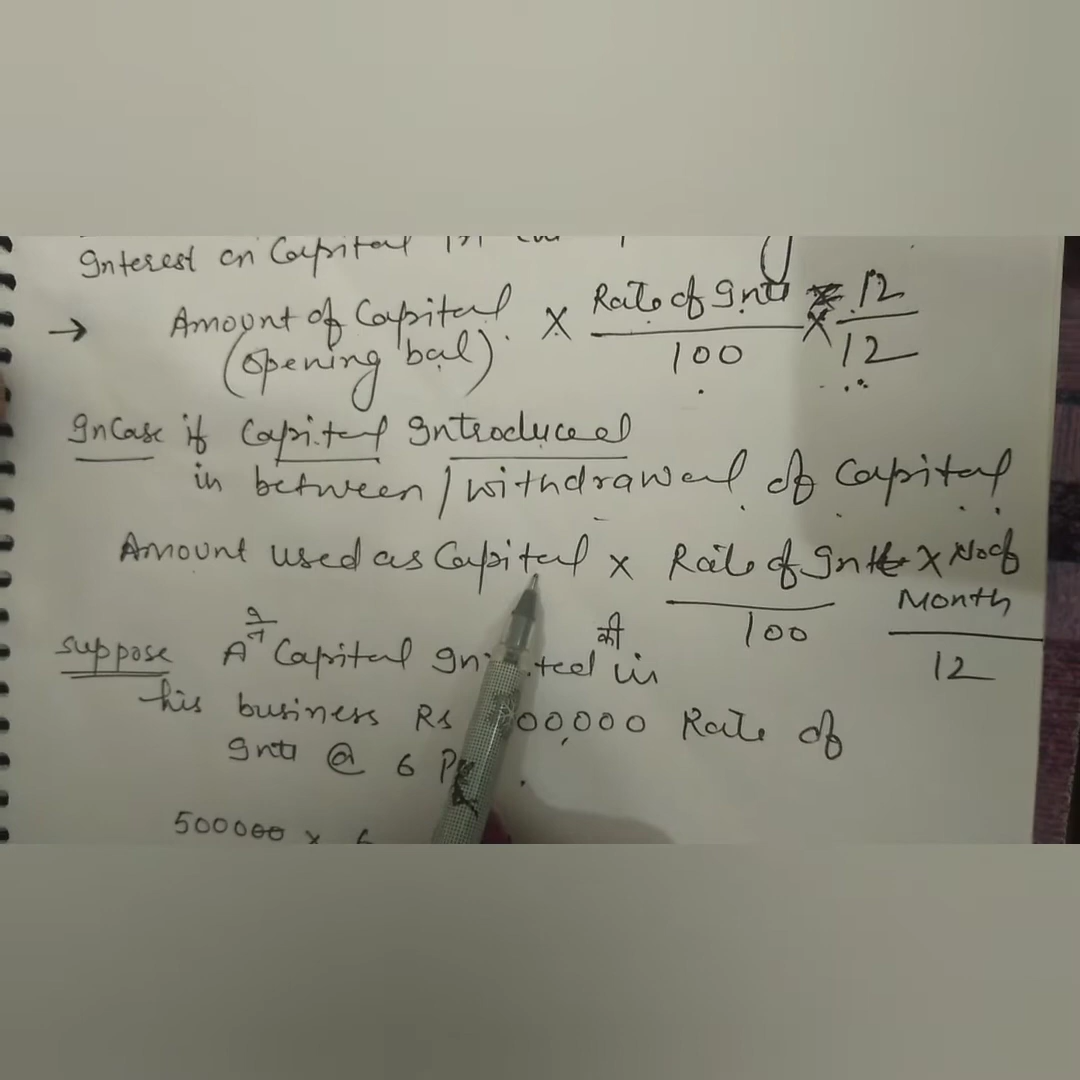 Interest on Capital
→ Amount of Capital × Rate of Int / 100 × 12 / 12
(opening bal)
InCase if Capital Introduced
in between / withdrawal of Capital
Amount used as Capital × Rate of Int / 100 × No of Month / 12
की
suppose A Capital in
his business Rs 00,000 Rate of
Int @ 6
500000 × 6